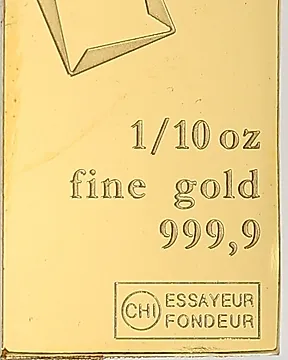 1/10 oz
fine gold
999,9
CHI ESSAYEUR
FONDEUR